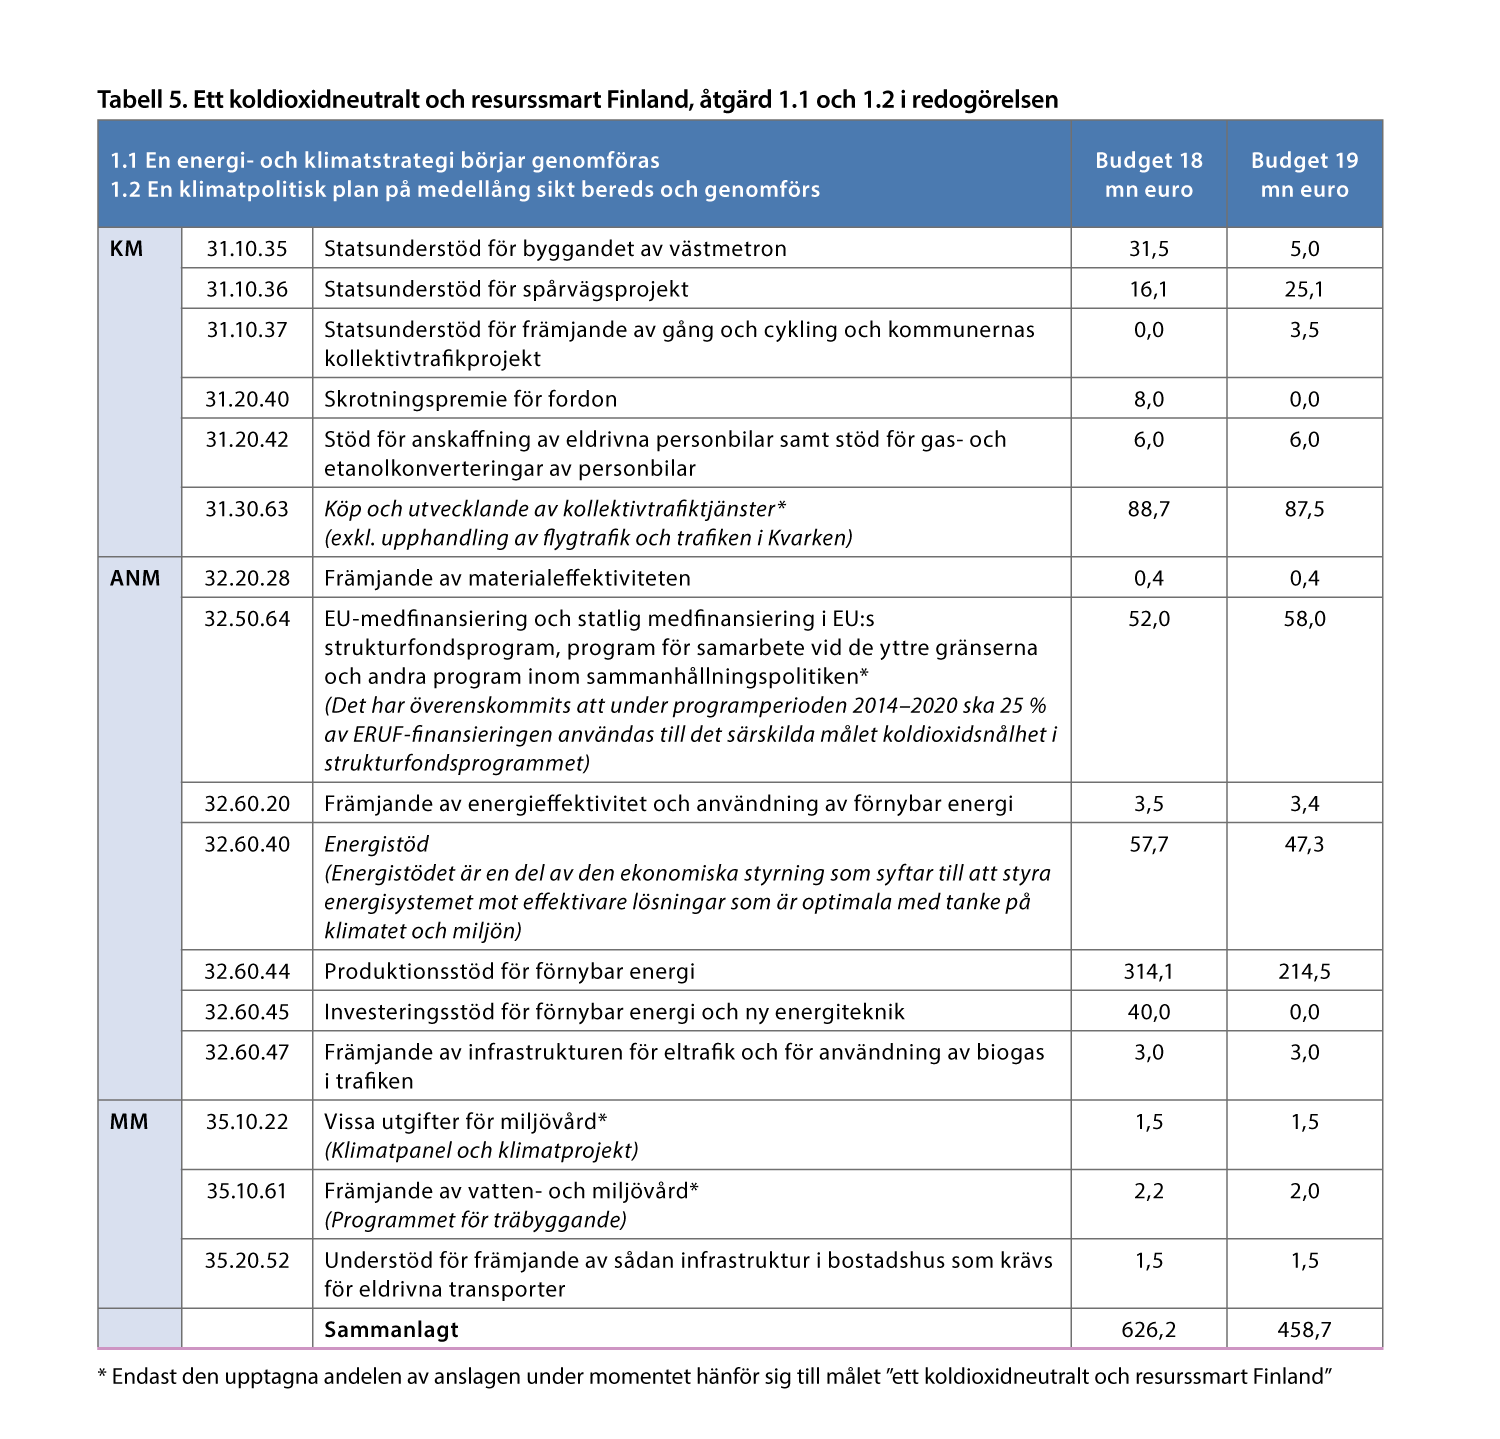 Tabell 5. Ett koldioxidneutralt och resurssmart Finland, åtgärd 1.1 och 1.2 i redogörelsen
1.1 En energi- och klimatstrategi börjar genomföras
1.2 En klimatpolitisk plan på medellång sikt bereds och genomförs
Budget 18
mn euro
Budget 19
mn euro
KM 31.10.35 Statsunderstöd för byggandet av västmetron 31,5 5,0
31.10.36 Statsunderstöd för spårvägsprojekt 16,1 25,1
31.10.37 Statsunderstöd för främjande av gång och cykling och kommunernas 0,0 3,5
kollektivtrafikprojekt
31.20.40 Skrotningspremie för fordon 8,0 0,0
31.20.42 Stöd för anskaffning av eldrivna personbilar samt stöd för gas- och 6,0 6,0
etanolkonverteringar av personbilar
31.30.63 Köp och utvecklande av kollektivtrafiktjänster* 88,7 87,5
(exkl. upphandling av flygtrafik och trafiken i Kvarken)
ANM 32.20.28 Främjande av materialeffektiviteten 0,4 0,4
32.50.64 EU-medfinansiering och statlig medfinansiering i EU:s 52,0 58,0
strukturfondsprogram, program för samarbete vid de yttre gränserna
och andra program inom sammanhållningspolitiken*
(Det har överenskommits att under programperioden 2014–2020 ska 25 %
av ERUF-finansieringen användas till det särskilda målet koldioxidsnålhet i
strukturfondsprogrammet)
32.60.20 Främjande av energieffektivitet och användning av förnybar energi 3,5 3,4
32.60.40 Energistöd 57,7 47,3
(Energistödet är en del av den ekonomiska styrning som syftar till att styra
energisystemet mot effektivare lösningar som är optimala med tanke på
klimatet och miljön)
32.60.44 Produktionsstöd för förnybar energi 314,1 214,5
32.60.45 Investeringsstöd för förnybar energi och ny energiteknik 40,0 0,0
32.60.47 Främjande av infrastrukturen för eltrafik och för användning av biogas 3,0 3,0
i trafiken
MM 35.10.22 Vissa utgifter för miljövård* 1,5 1,5
(Klimatpanel och klimatprojekt)
35.10.61 Främjande av vatten- och miljövård* 2,2 2,0
(Programmet för träbyggande)
35.20.52 Understöd för främjande av sådan infrastruktur i bostadshus som krävs 1,5 1,5
för eldrivna transporter
Sammanlagt 626,2 458,7
* Endast den upptagna andelen av anslagen under momentet hänför sig till målet ”ett koldioxidneutralt och resurssmart Finland”